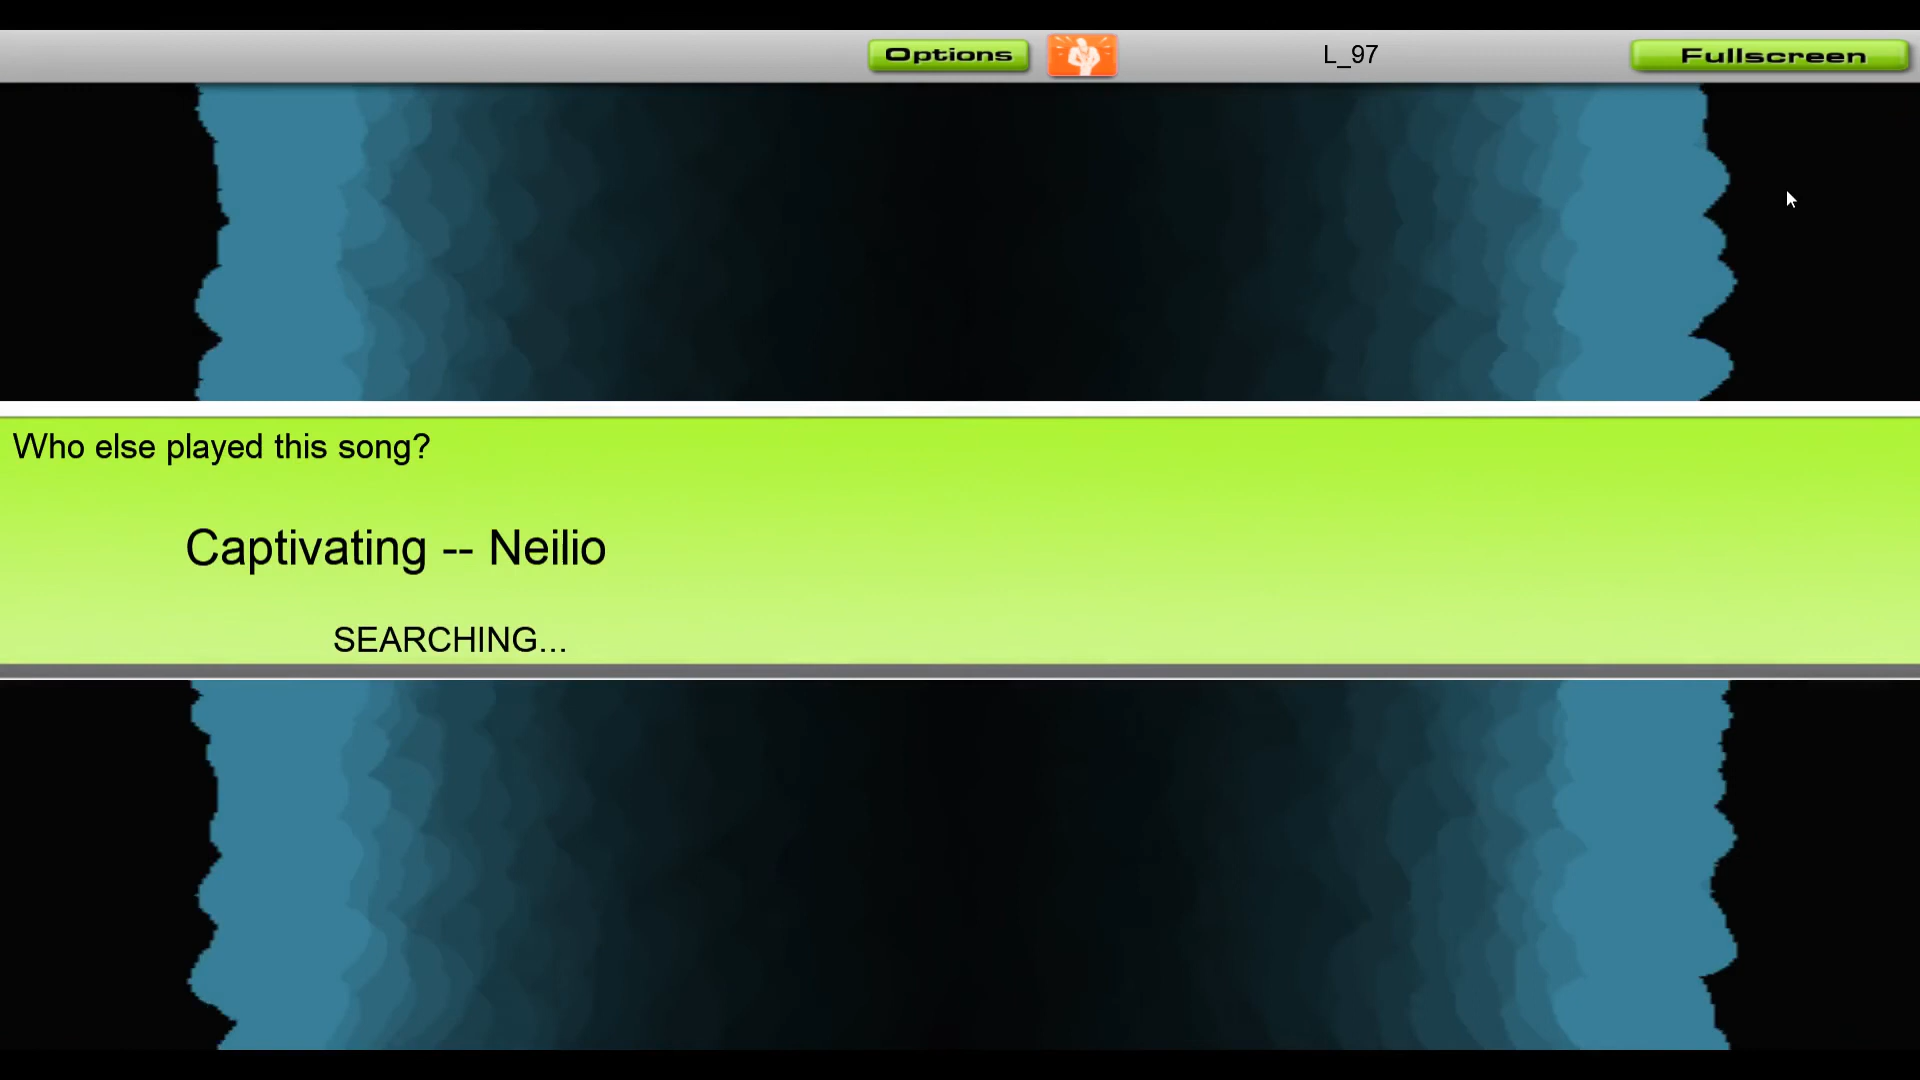 Options
L_97
Fullscreen
Who else played this song?
Captivating -- Neilio
SEARCHING...